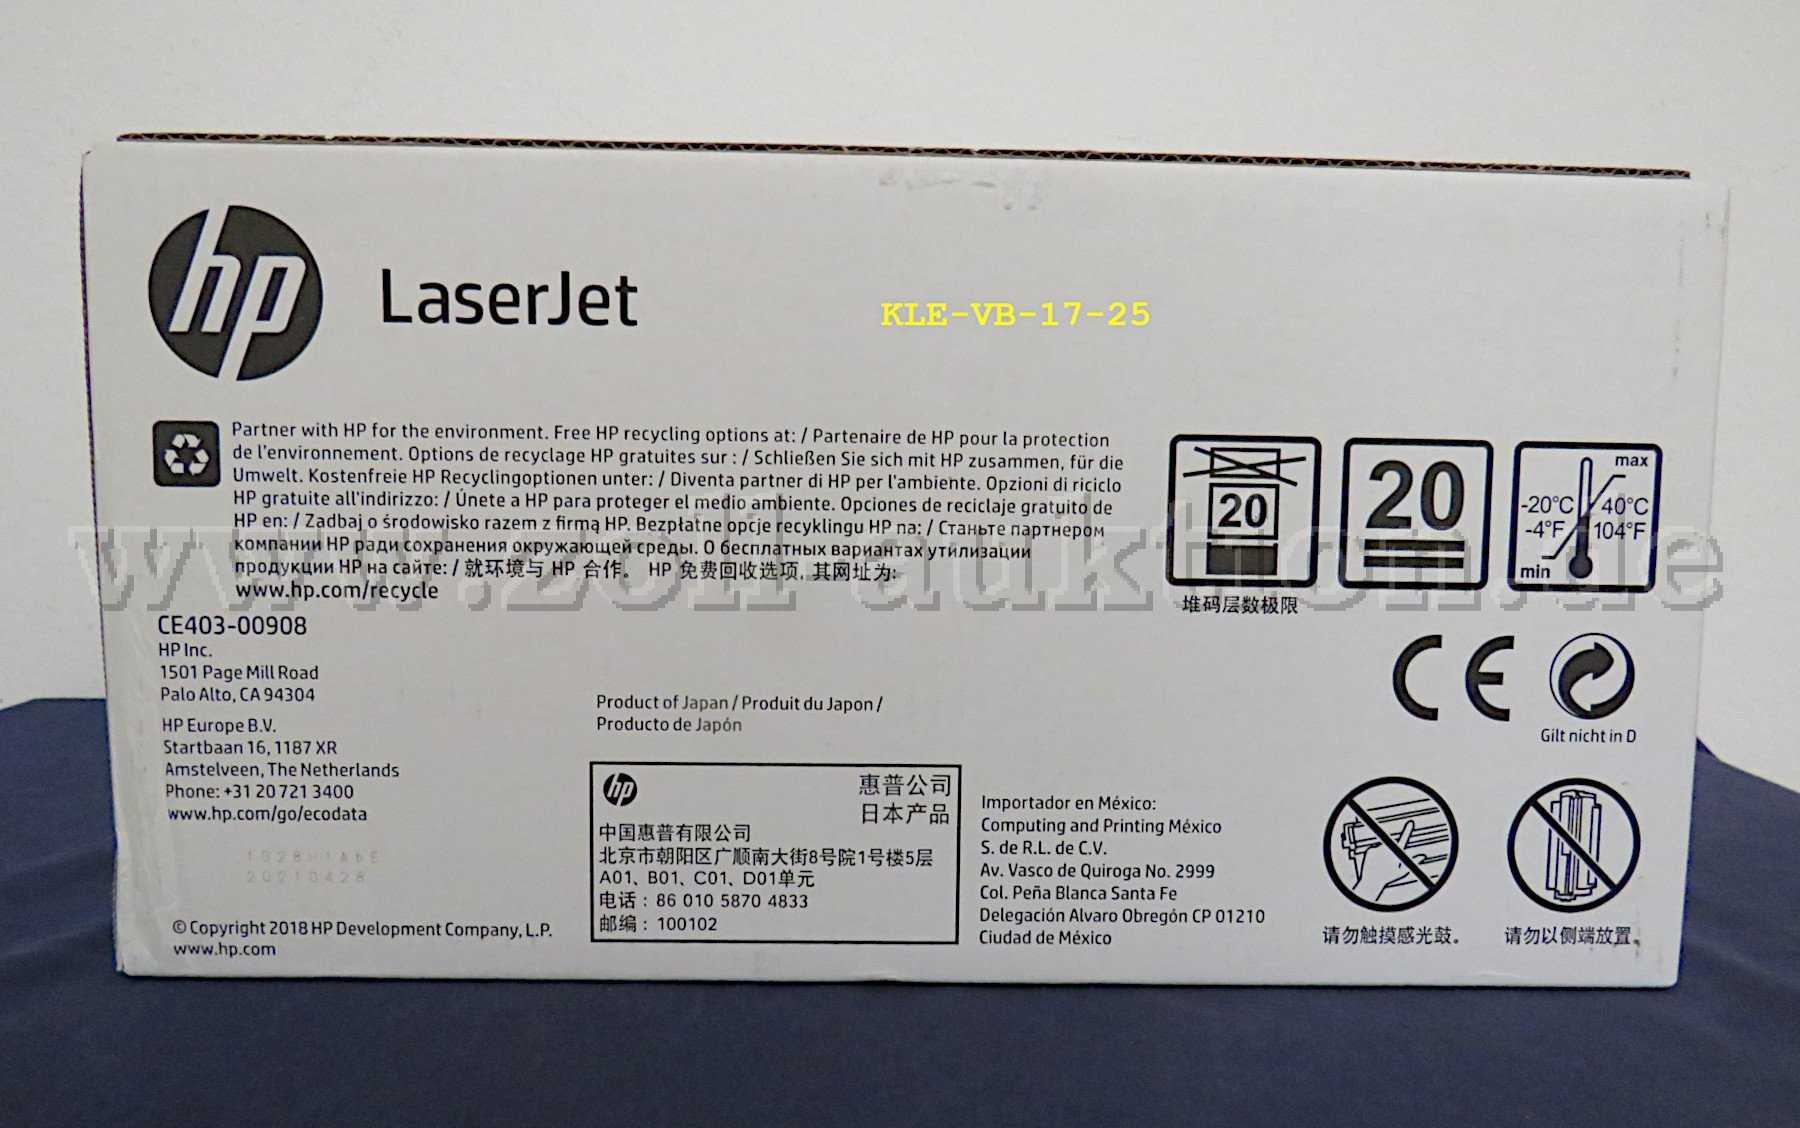 hp
LaserJet
KLE-VB-17-25
Partner with HP for the environment. Free HP recycling options at: / Partenaire de HP pour la protection
de l'environnement. Options de recyclage HP gratuites sur : / Schließen Sie sich mit HP zusammen, für die
Umwelt. Kostenfreie HP Recyclingoptionen unter: / Diventa partner di HP per l'ambiente. Opzioni di riciclo
HP gratuite all'indirizzo: / Únete a HP para proteger el medio ambiente. Opciones de reciclaje gratuito de
HP en: / Zadbaj o środowisko razem z firmą HP. Bezpłatne opcje recyklingu HP na: / Станьте партнером
компании HP ради сохранения окружающей среды. О бесплатных вариантах утилизации
продукции HP на сайте: / 就环境与 HP 合作。 HP 免费回收选项, 其网址为:
www.hp.com/recycle
www.zoll-auktion.de
20
堆码层数极限
20
max
-20°C 40°C
-4°F 104°F
min
CE403-00908
HP Inc.
1501 Page Mill Road
Palo Alto, CA 94304
HP Europe B.V.
Startbaan 16, 1187 XR
Amstelveen, The Netherlands
Phone: +31 20 721 3400
www.hp.com/go/ecodata
20210428
© Copyright 2018 HP Development Company, L.P.
www.hp.com
Product of Japan / Produit du Japon /
Producto de Japón
hp
惠普公司
日本产品
中国惠普有限公司
北京市朝阳区广顺南大街8号院1号楼5层
A01、B01、C01、D01单元
电话：86 010 5870 4833
邮编：100102
Importador en México:
Computing and Printing México
S. de R.L. de C.V.
Av. Vasco de Quiroga No. 2999
Col. Peña Blanca Santa Fe
Delegación Alvaro Obregón CP 01210
Ciudad de México
CE
Gilt nicht in D
请勿触摸感光鼓。
请勿以侧端放置。